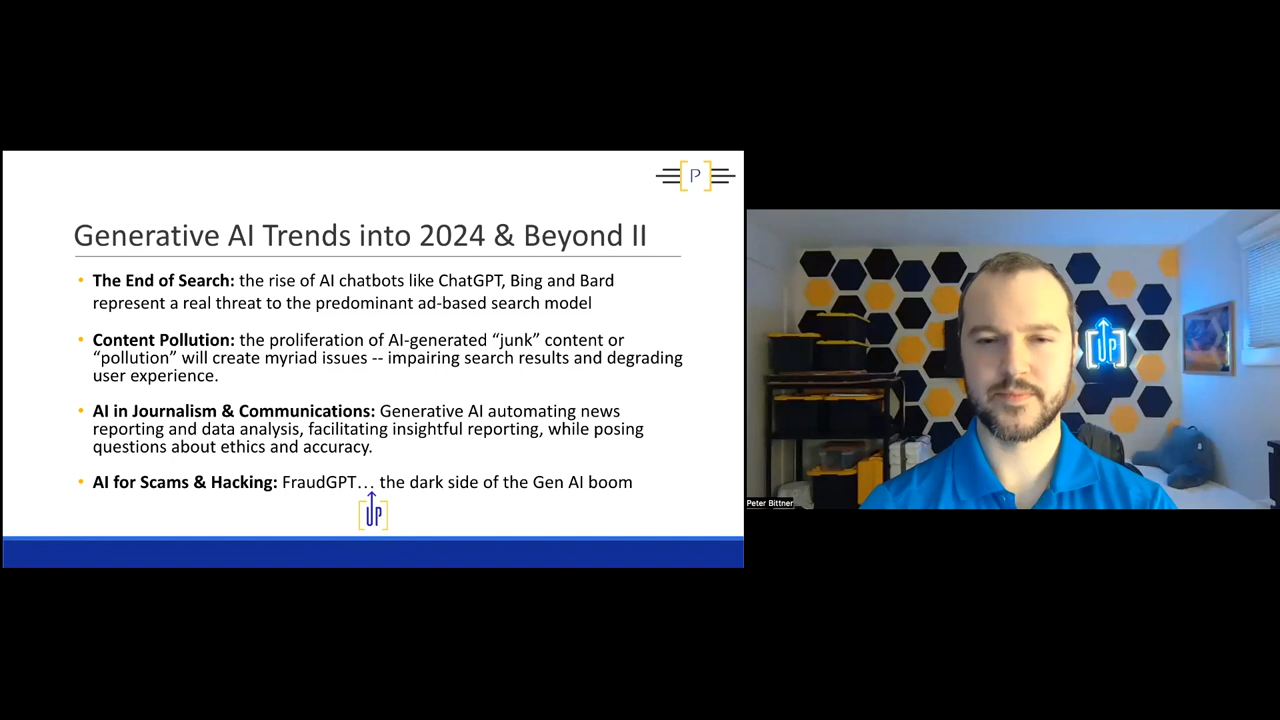 P
Generative AI Trends into 2024 & Beyond II
• The End of Search: the rise of AI chatbots like ChatGPT, Bing and Bard
represent a real threat to the predominant ad-based search model
• Content Pollution: the proliferation of AI-generated “junk” content or
“pollution” will create myriad issues -- impairing search results and degrading
user experience.
• AI in Journalism & Communications: Generative AI automating news
reporting and data analysis, facilitating insightful reporting, while posing
questions about ethics and accuracy.
• AI for Scams & Hacking: FraudGPT… the dark side of the Gen AI boom
UP
UP
Peter Bittner